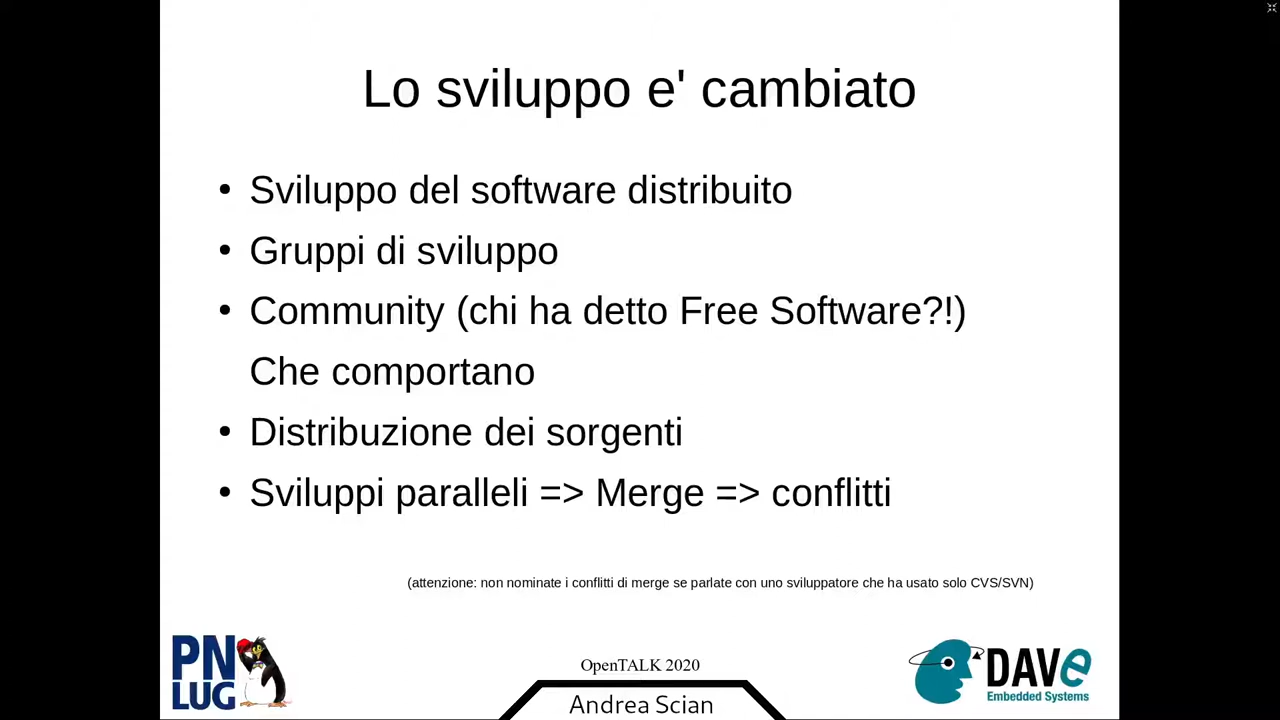 Lo sviluppo e' cambiato
• Sviluppo del software distribuito
• Gruppi di sviluppo
• Community (chi ha detto Free Software?!)
Che comportano
• Distribuzione dei sorgenti
• Sviluppi paralleli => Merge => conflitti
(attenzione: non nominate i conflitti di merge se parlate con uno sviluppatore che ha usato solo CVS/SVN)
PN
LUG
OpenTALK 2020
Andrea Scian
DAVe
Embedded Systems